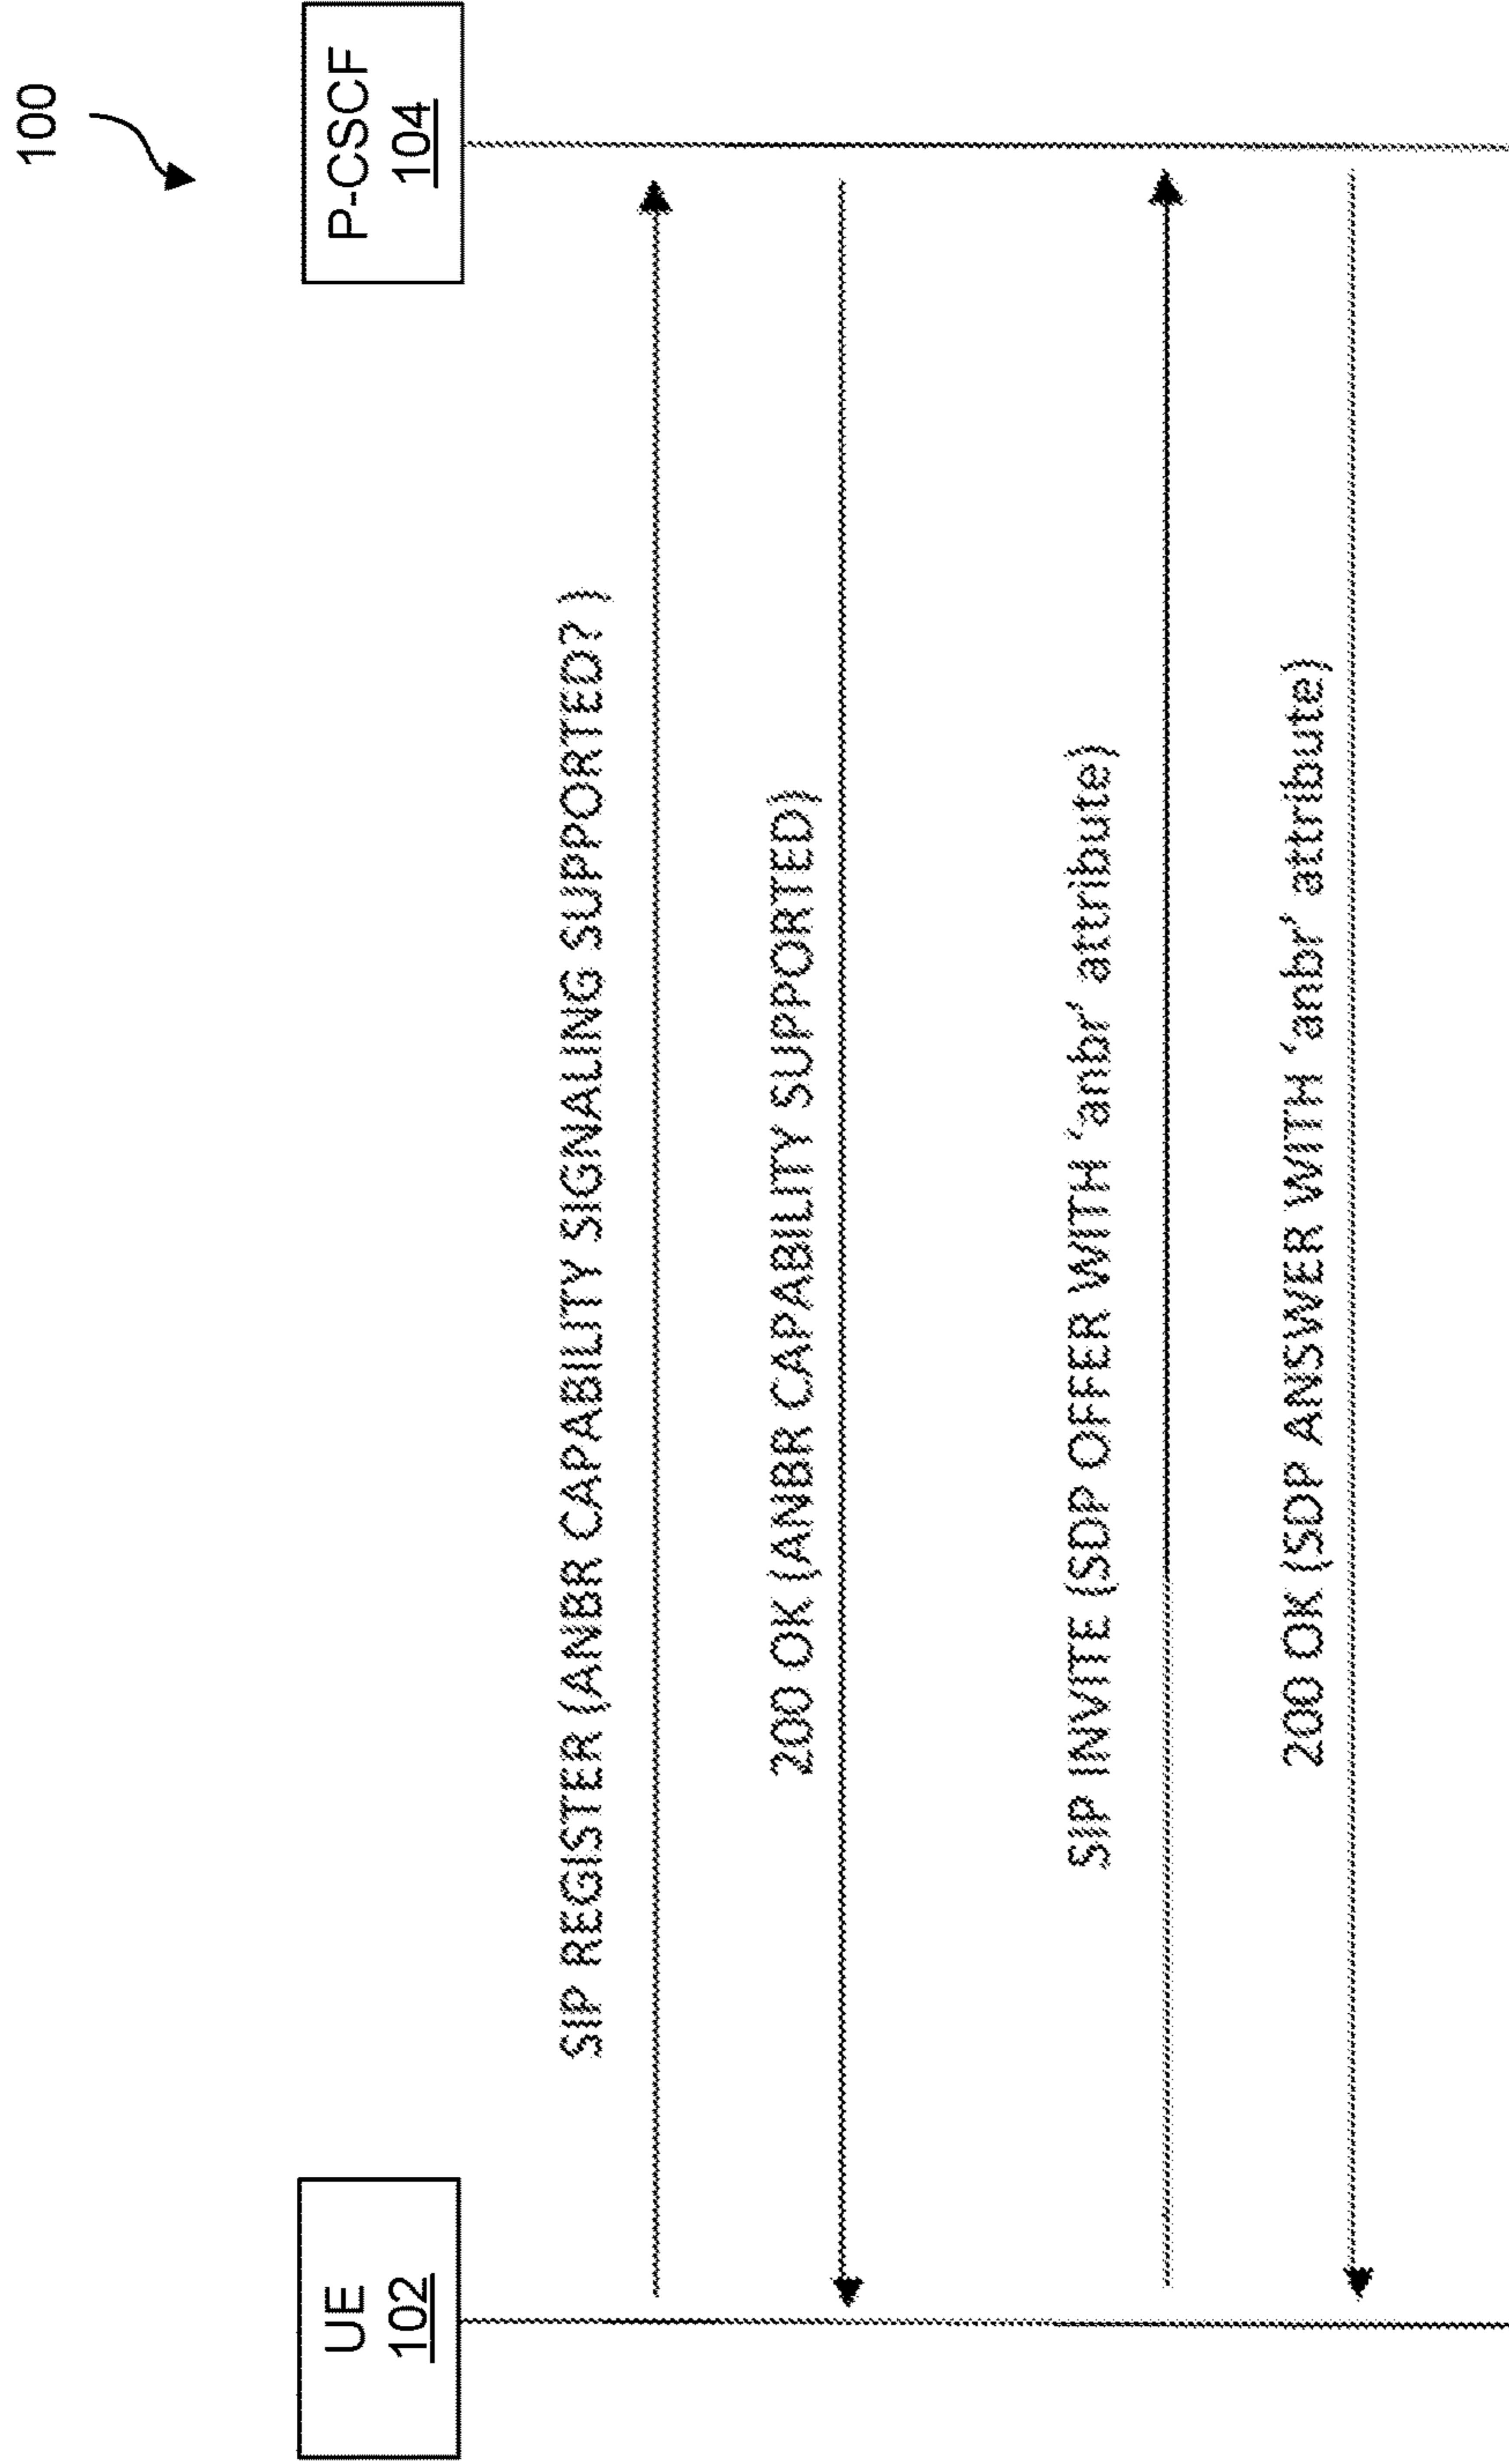 100
UE
102
P-CSCF
104
SIP REGISTER (ANBR CAPABILITY SIGNALING SUPPORTED? )
200 OK (ANBR CAPABILITY SUPPORTED)
SIP INVITE (SDP OFFER WITH ‘anbr’ attribute)
200 OK (SDP ANSWER WITH ‘anbr’ attribute)